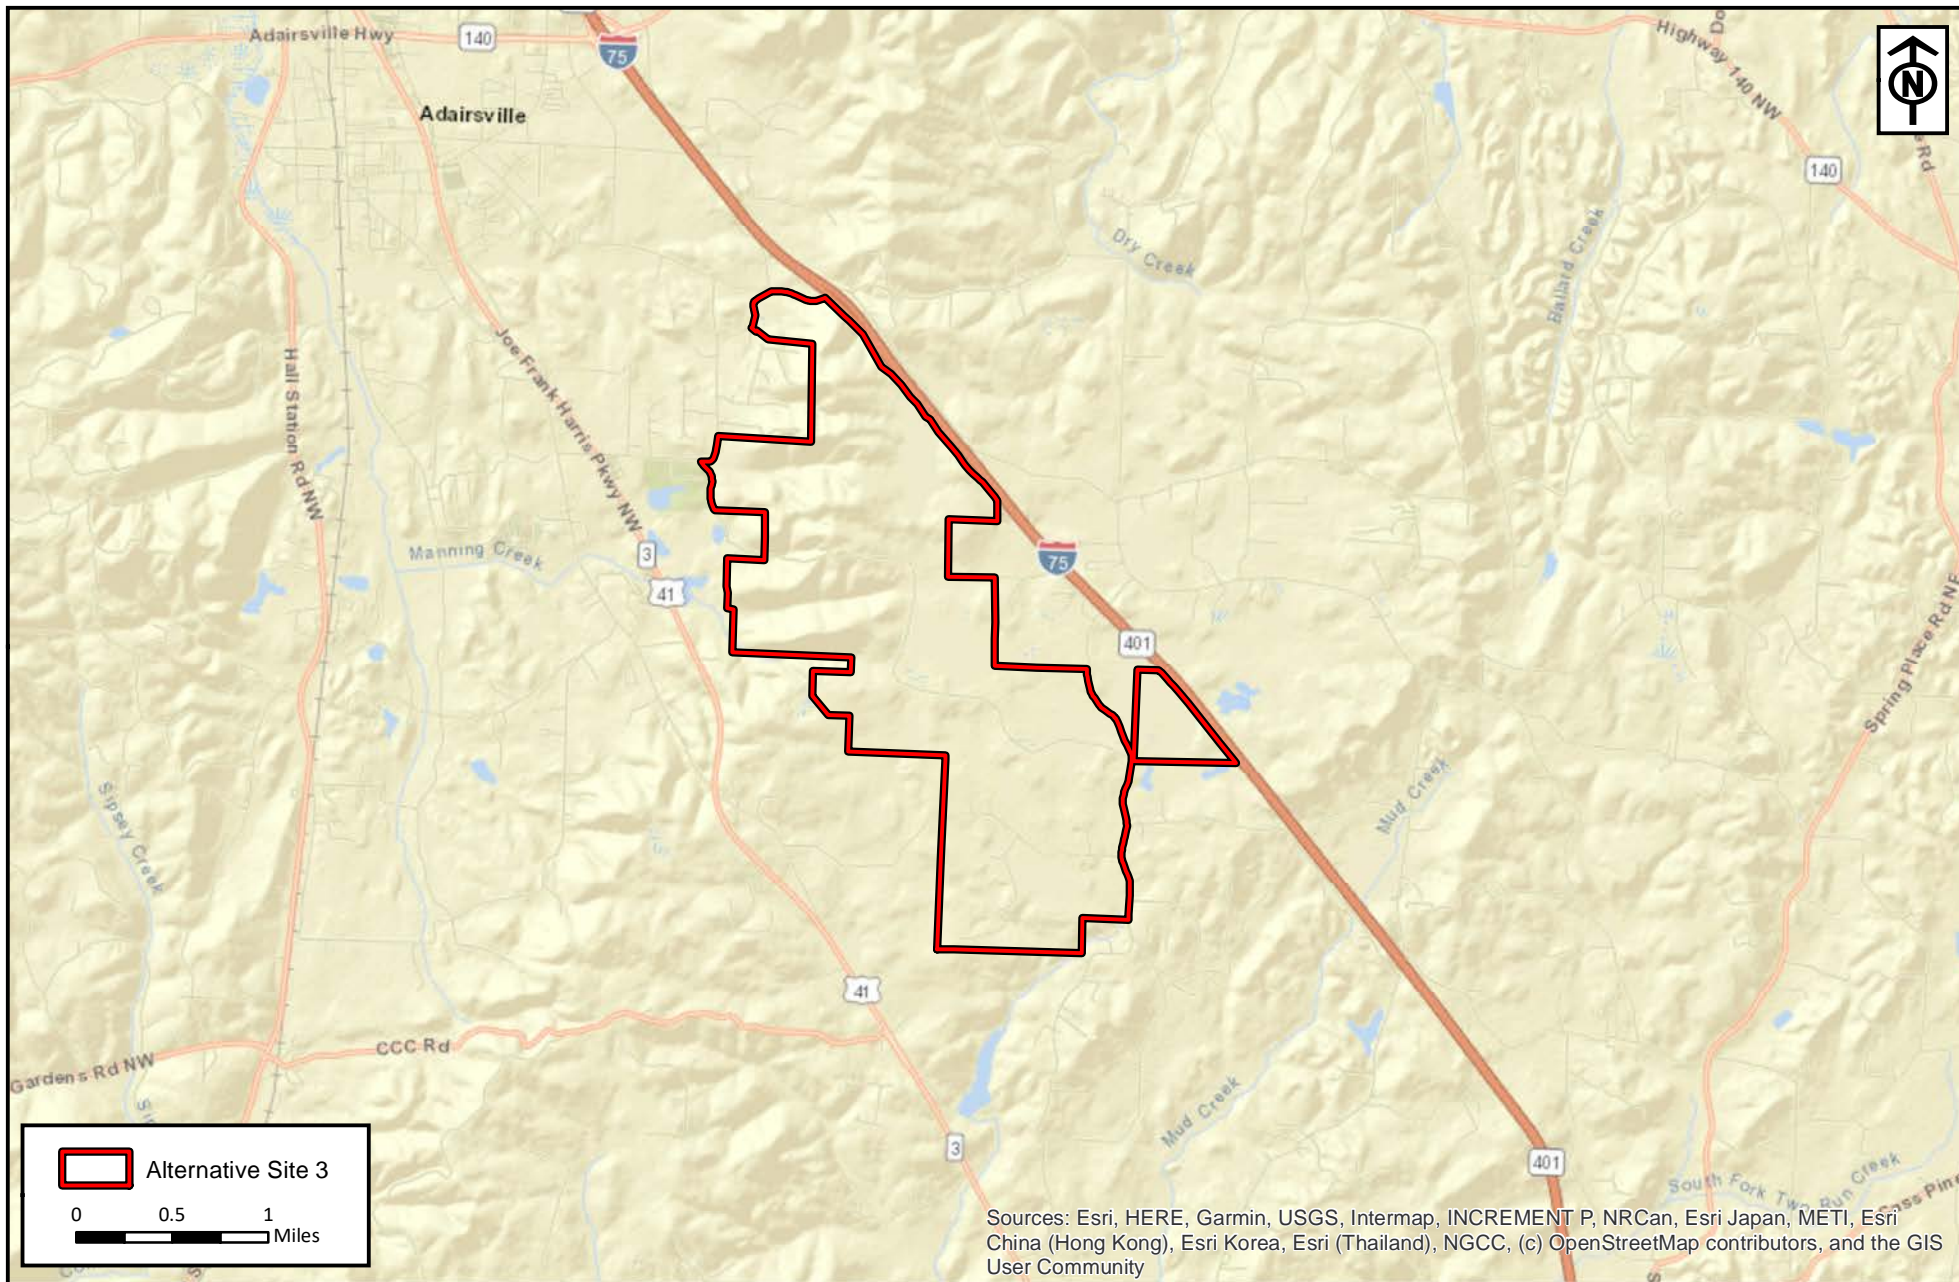 Adairsville Hwy
140
75
Adairsville
Highway 140 NW
Do
N
140
e Rd
Dry Creek
Ballard Creek
Hall Station Rd NW
Joe Frank Harris Pkwy NW
Manning Creek
3
41
75
401
Spring Place Rd NE
Sipsey Creek
Mud Creek
41
CCC Rd
Gardens Rd NW
Mud Creek
3
401
South Fork Two Run Creek
Cass Pine
Alternative Site 3
0 0.5 1
Miles
Sources: Esri, HERE, Garmin, USGS, Intermap, INCREMENT P, NRCan, Esri Japan, METI, Esri
China (Hong Kong), Esri Korea, Esri (Thailand), NGCC, (c) OpenStreetMap contributors, and the GIS
User Community